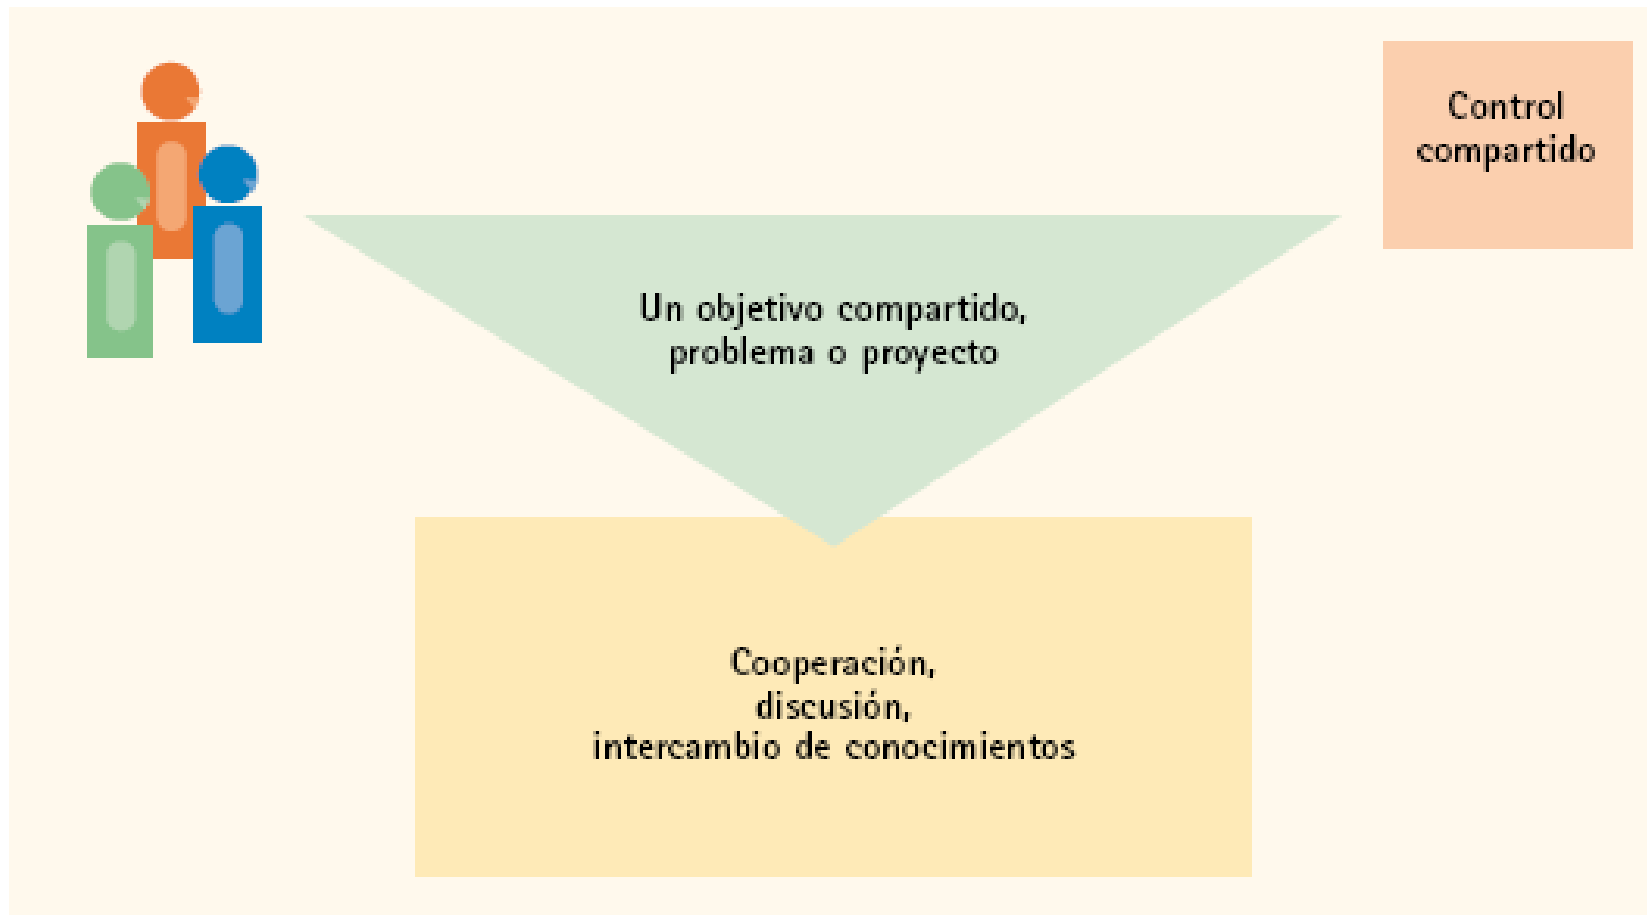 Control
compartido
Un objetivo compartido,
problema o proyecto
Cooperación,
discusión,
intercambio de conocimientos